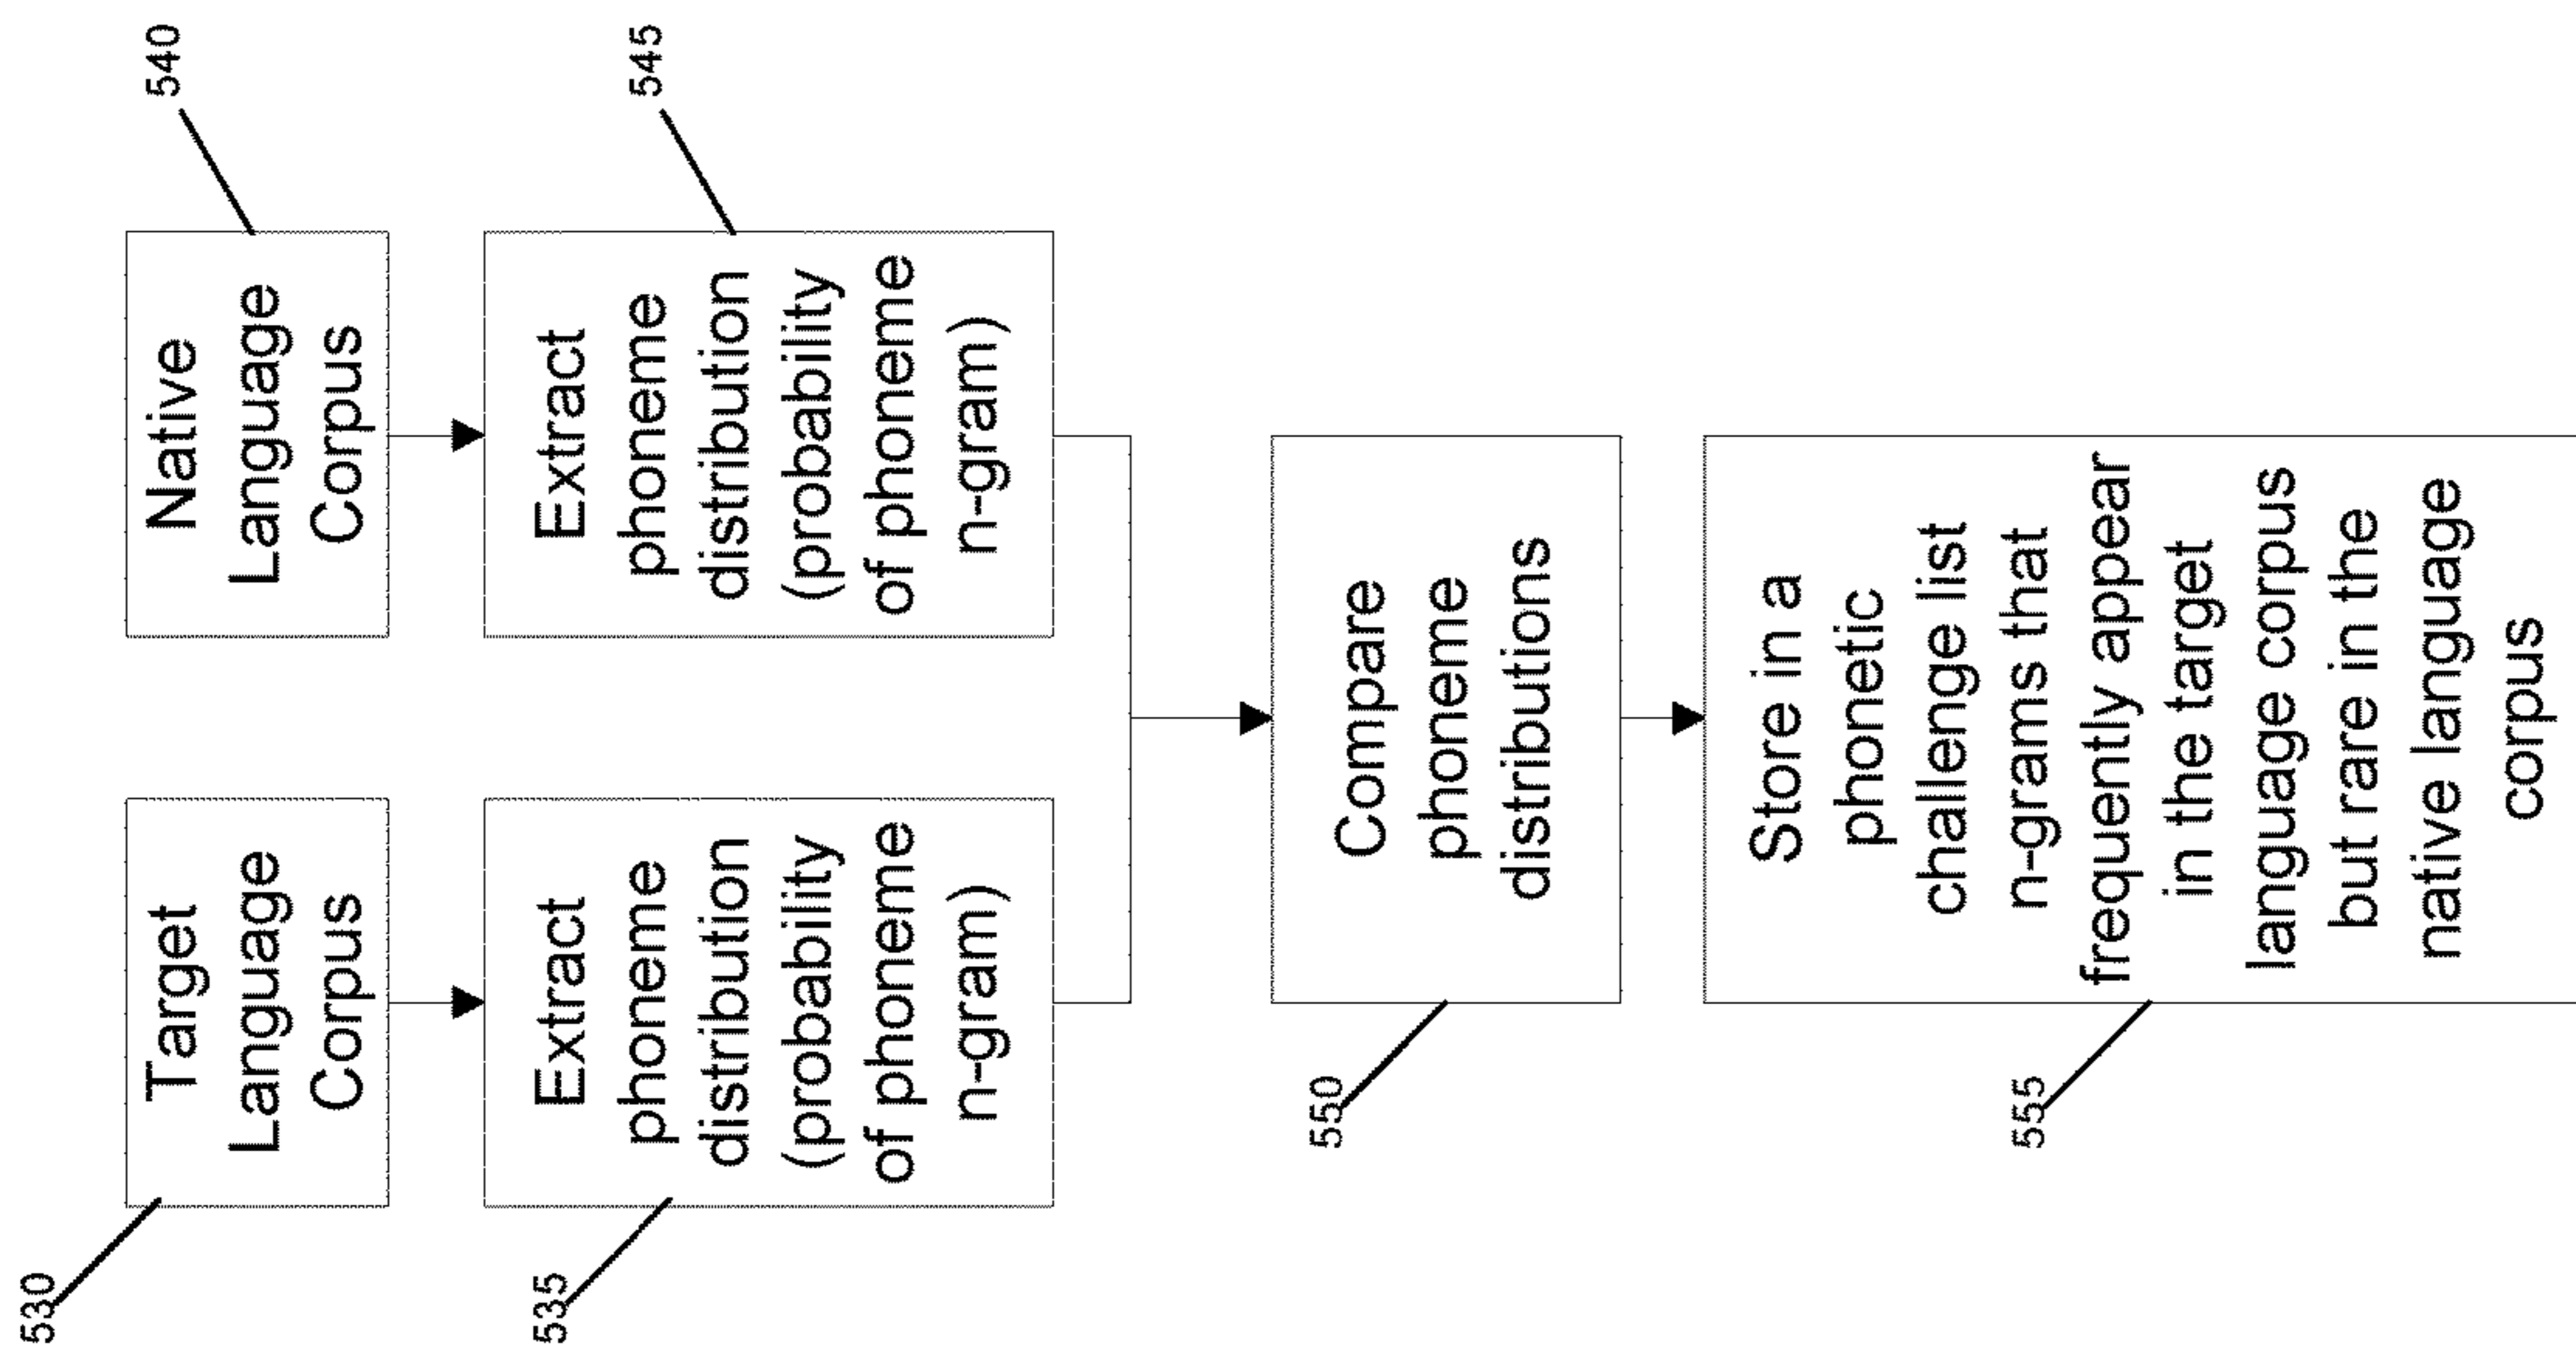 530
Target
Language
Corpus
540
Native
Language
Corpus
535
Extract
phoneme
distribution
(probability
of phoneme
n-gram)
545
Extract
phoneme
distribution
(probability
of phoneme
n-gram)
550
Compare
phoneme
distributions
555
Store in a
phonetic
challenge list
n-grams that
frequently appear
in the target
language corpus
but rare in the
native language
corpus